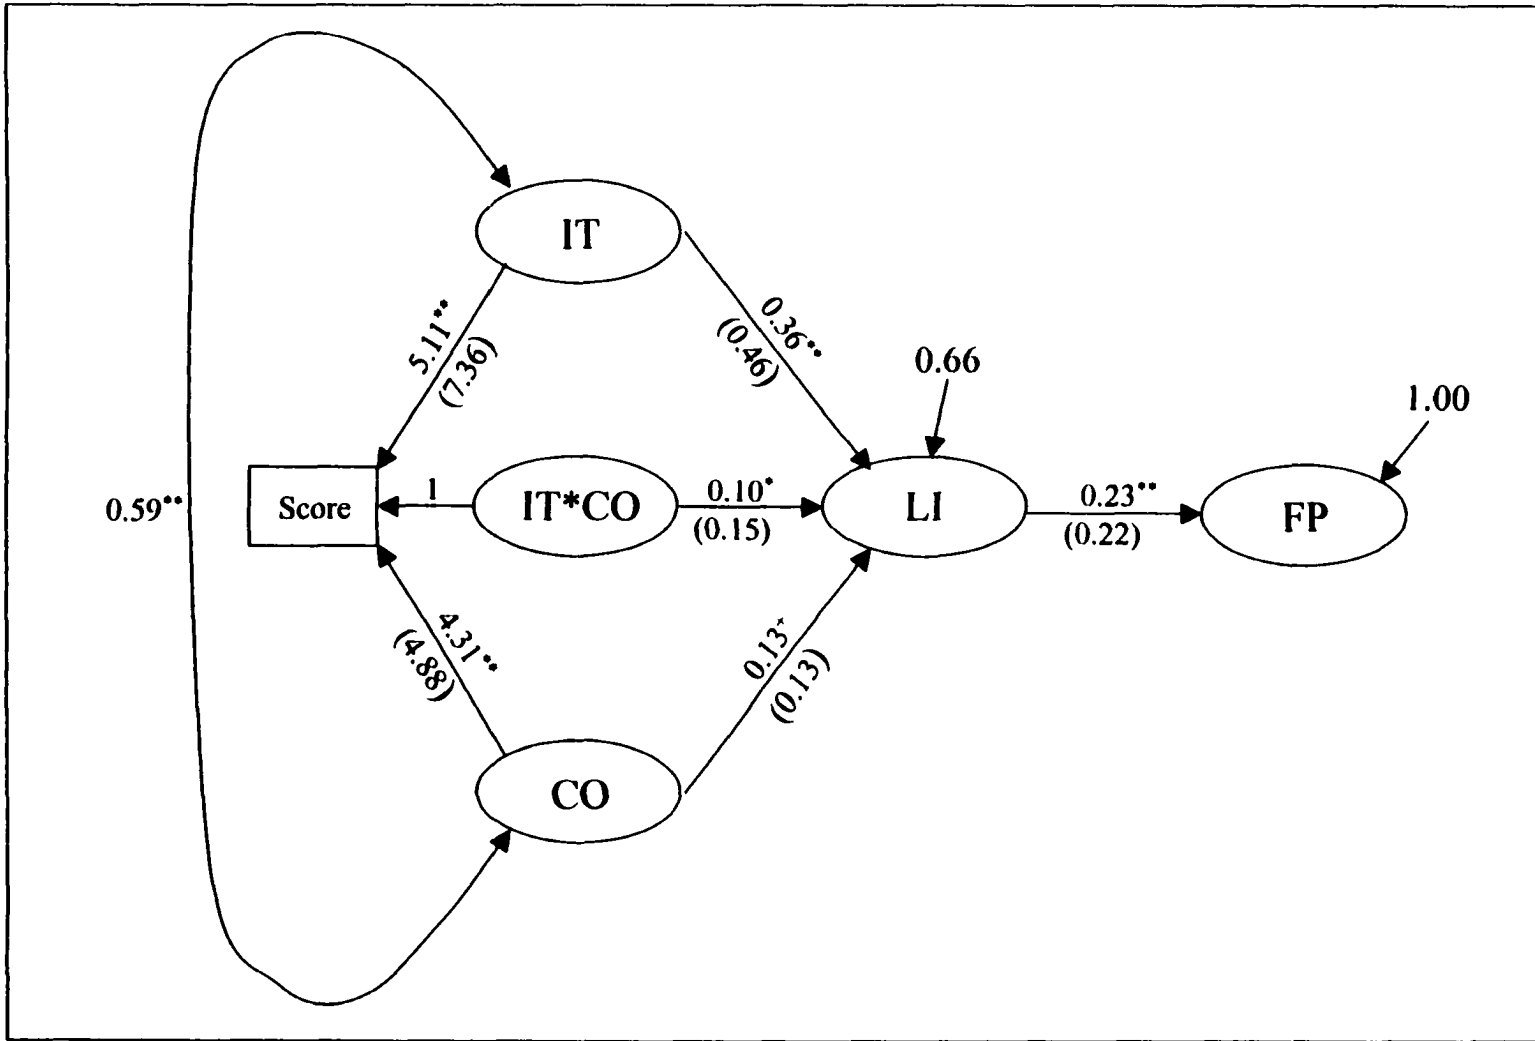 IT
5.11**
(7.36)
0.36**
(0.46)
0.66
1.00
0.59**
Score
1
IT*CO
0.10*
(0.15)
LI
0.23**
(0.22)
FP
4.31**
(4.88)
0.13+
(0.13)
CO